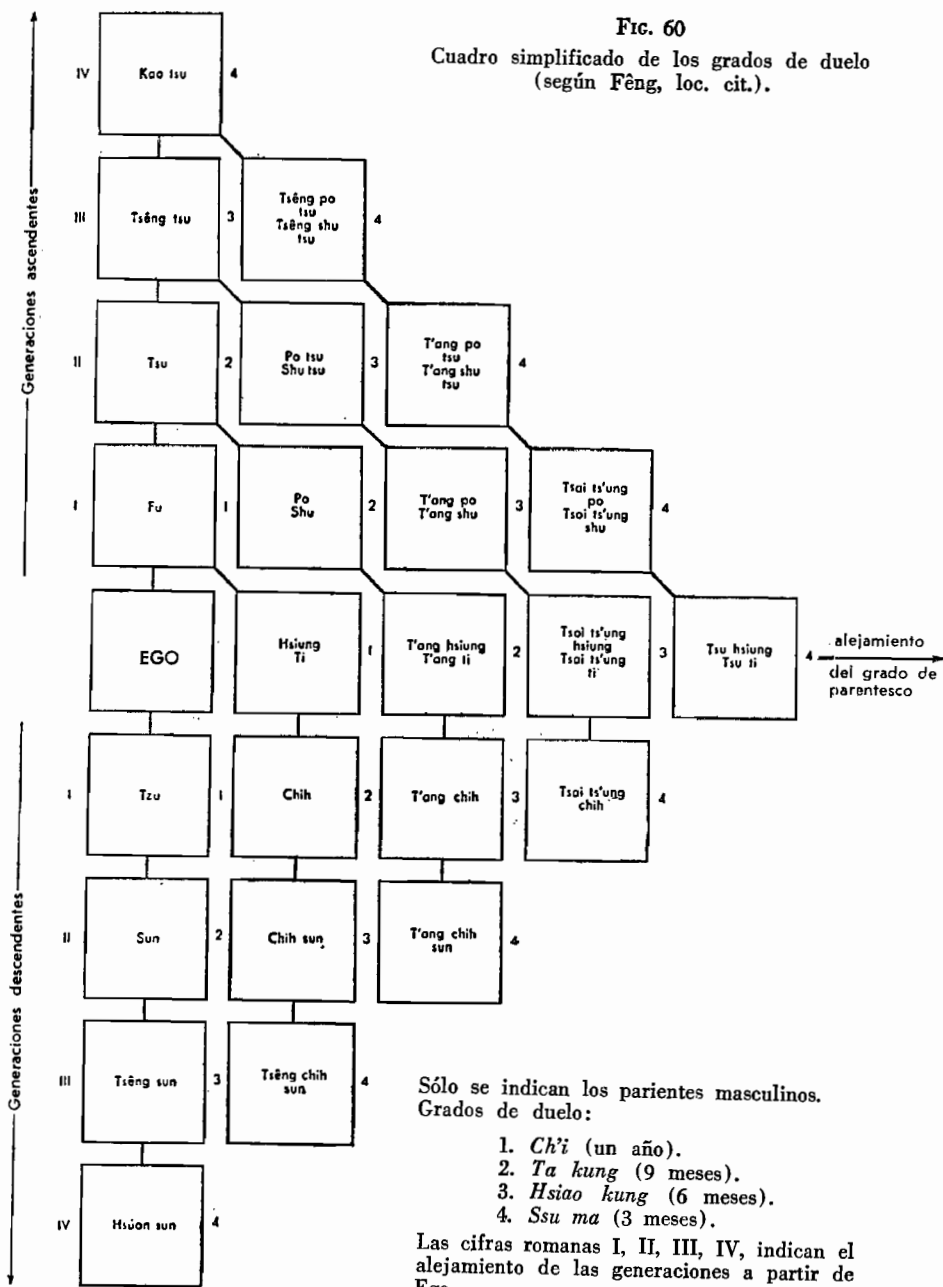 FIG. 60
Cuadro simplificado de los grados de duelo
(según Fêng, loc. cit.).
Generaciones ascendentes
IV
Kao tsu
4
III
Tsêng tsu
3
Tsêng po
tsu
Tsêng shu
tsu
4
II
Tsu
2
Po tsu
Shu tsu
3
T'ang po
tsu
T'ang shu
tsu
4
I
Fu
1
Po
Shu
2
T'ang po
T'ang shu
3
Tsai ts'ung
po
Tsai ts'ung
shu
4
EGO
Hsiung
Ti
1
T'ang hsiung
T'ang ti
2
Tsai ts'ung
hsiung
Tsai ts'ung
ti
3
Tsu hsiung
Tsu ti
4
alejamiento
del grado de
parentesco
Generaciones descendentes
I
Tzu
1
Chih
2
T'ang chih
3
Tsai ts'ung
chih
4
II
Sun
2
Chih sun
3
T'ang chih
sun
4
III
Tsêng sun
3
Tsêng chih
sun
4
IV
Hsüan sun
4
Sólo se indican los parientes masculinos.
Grados de duelo:
1. Ch'i (un año).
2. Ta kung (9 meses).
3. Hsiao kung (6 meses).
4. Ssu ma (3 meses).
Las cifras romanas I, II, III, IV, indican el
alejamiento de las generaciones a partir de